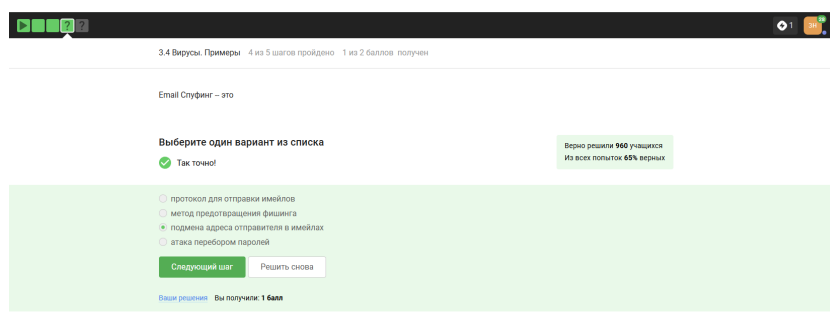 ? ?
1
ЗН
3.4 Вирусы. Примеры 4 из 5 шагов пройдено 1 из 2 баллов получен
Email Спуфинг – это
Выберите один вариант из списка
Так точно!
Верно решили 960 учащихся
Из всех попыток 65% верных
протокол для отправки имейлов
метод предотвращения фишинга
подмена адреса отправителя в имейлах
атака перебором паролей
Следующий шаг Решить снова
Ваши решения Вы получили: 1 балл